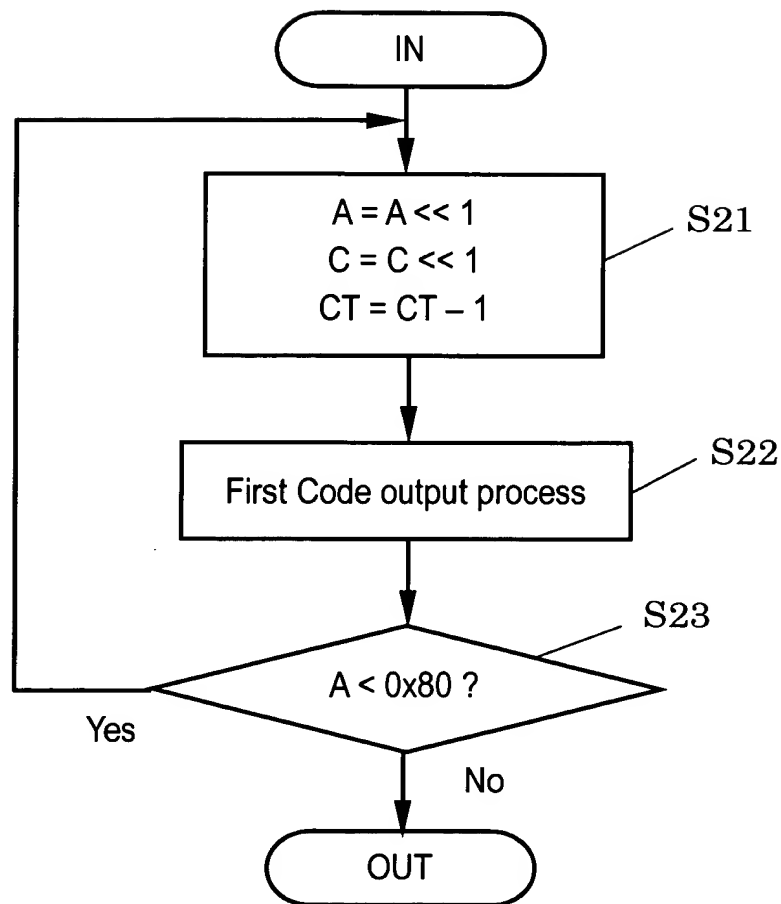 IN
A = A << 1
C = C << 1
CT = CT – 1
S21
First Code output process
S22
A < 0x80 ?
S23
Yes
No
OUT